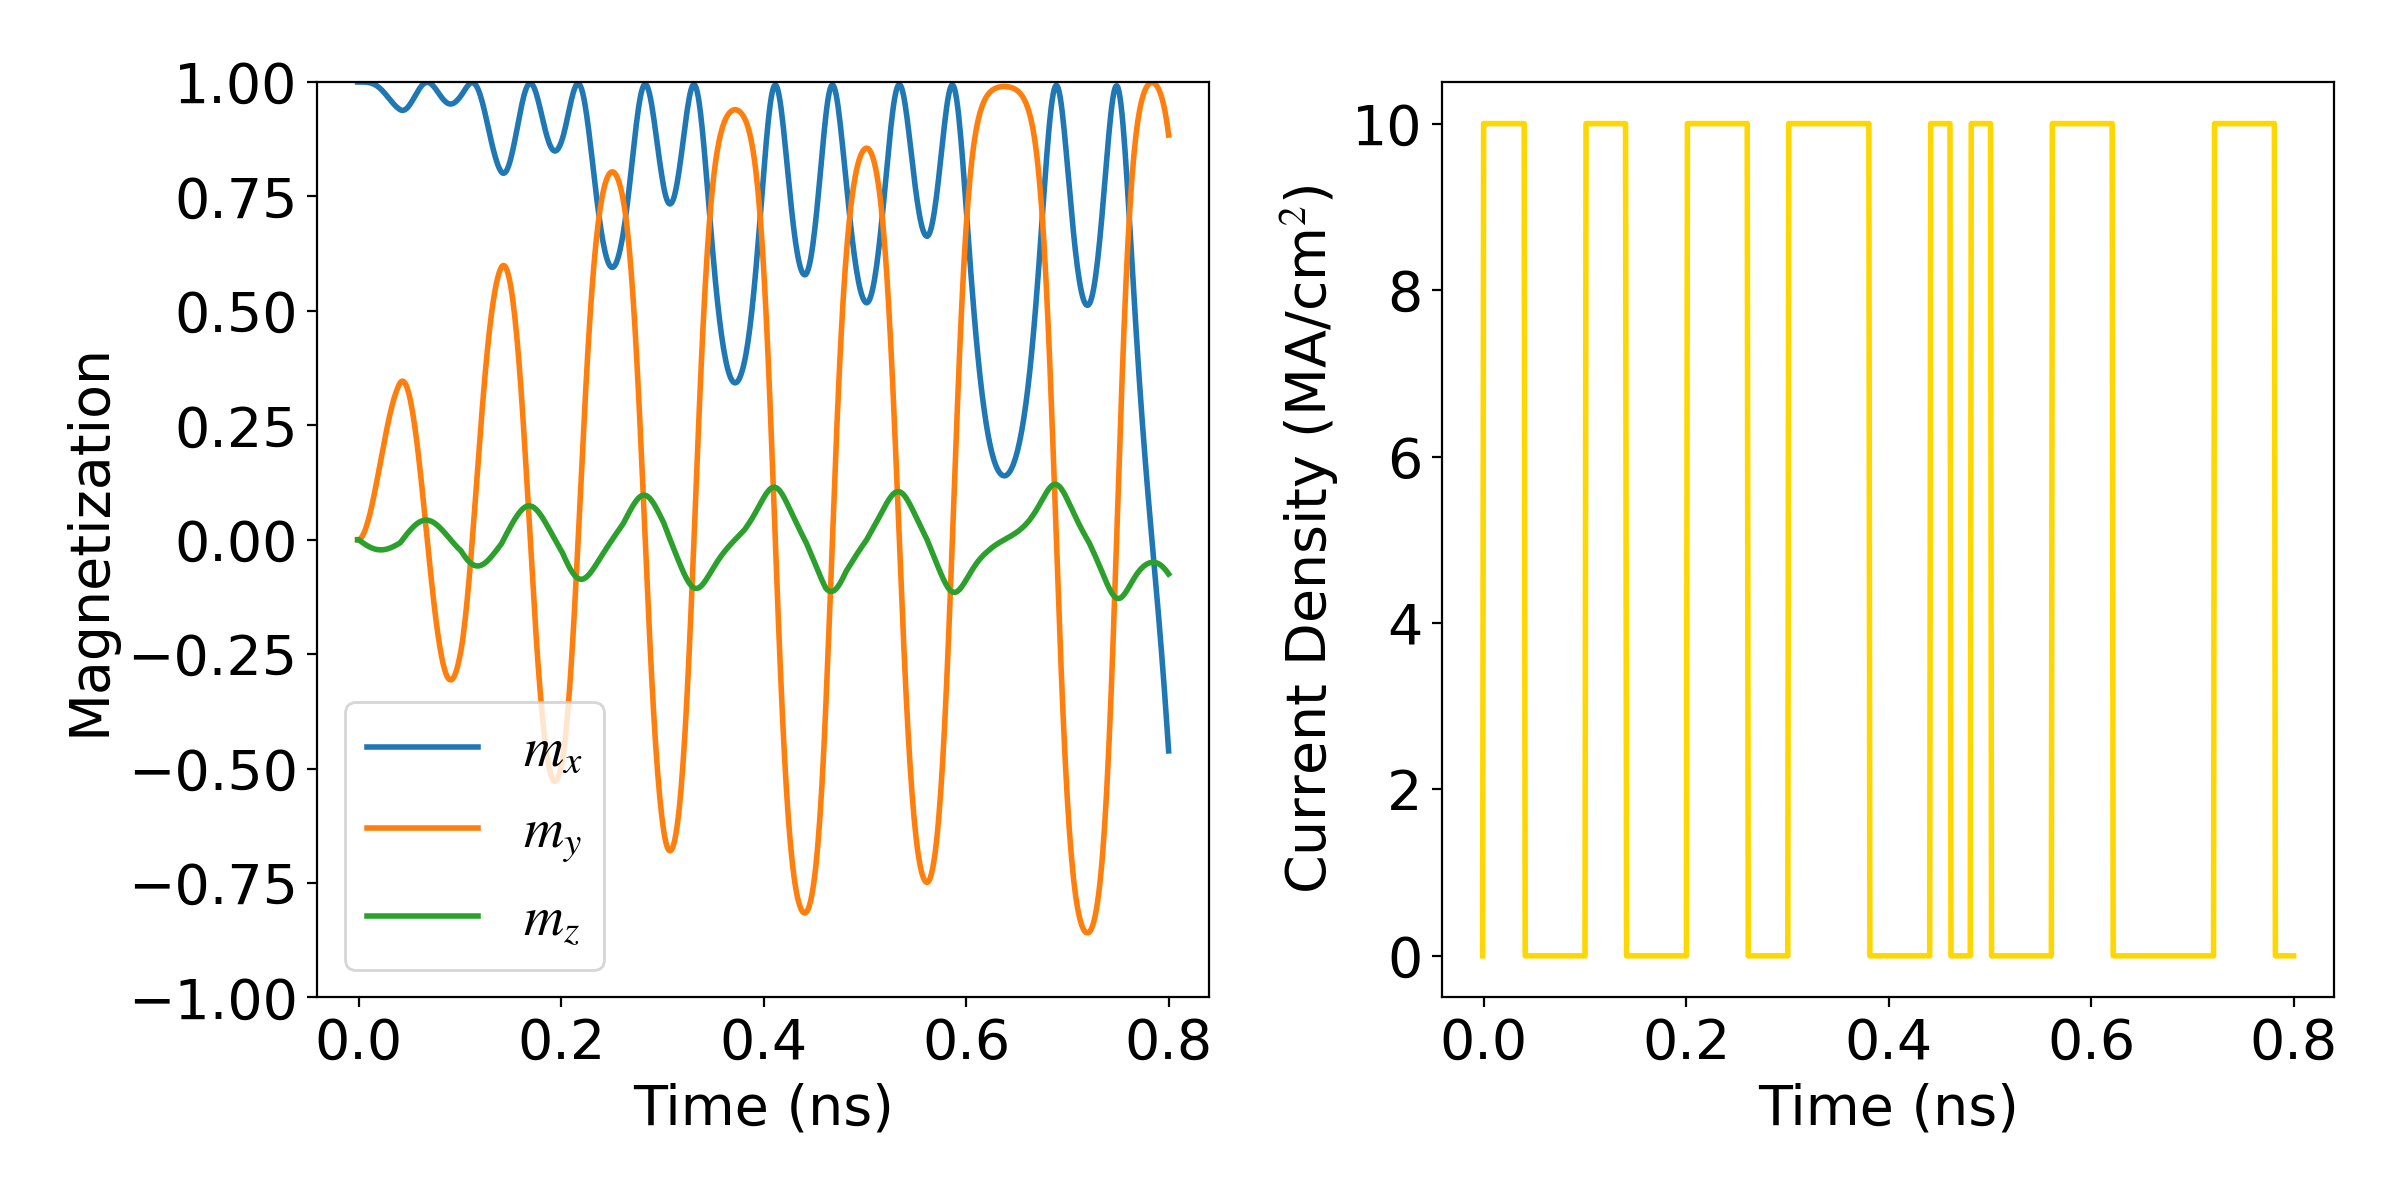 1.00
0.75
0.50
0.25
0.00
−0.25
−0.50
−0.75
−1.00
Magnetization
m_x
m_y
m_z
0.0 0.2 0.4 0.6 0.8
Time (ns)
10
8
6
4
2
0
Current Density (MA/cm²)
0.0 0.2 0.4 0.6 0.8
Time (ns)